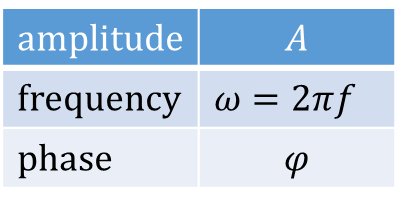 amplitude A
frequency ω = 2πf
phase φ